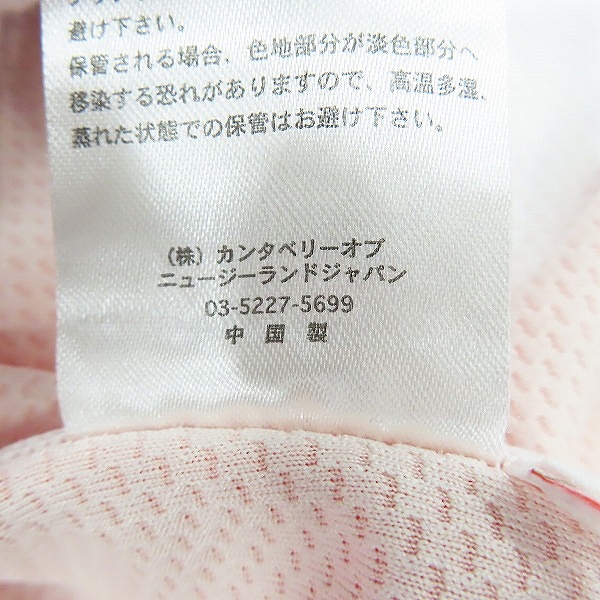 避け下さい。
保管される場合、色地部分が淡色部分へ
移染する恐れがありますので、高温多湿、
蒸れた状態での保管はお避け下さい。
(株) カンタベリーオブ
ニュージーランドジャパン
03-5227-5699
中国製